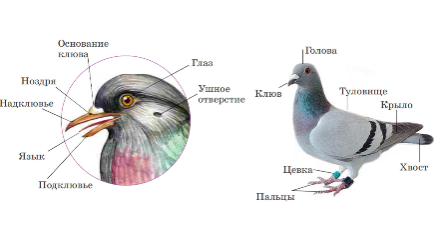 Основание
клюва
Глаз
Ноздря
Ушное
отверстие
Надклювье
Язык
Подклювье
Голова
Клюв
Туловище
Крыло
Цевка
Хвост
Пальцы